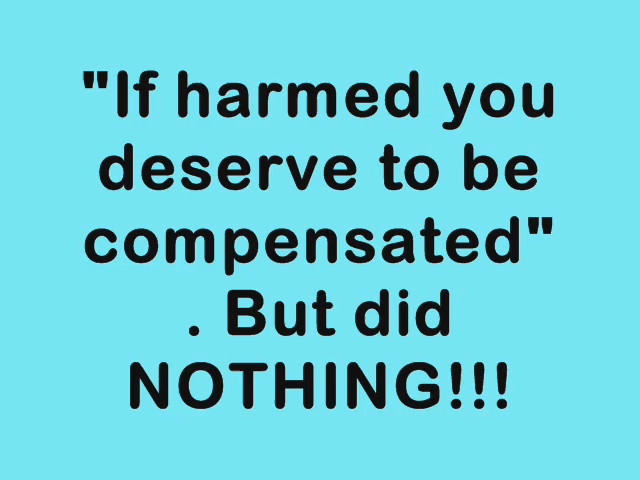 "If harmed you
deserve to be
compensated"
. But did
NOTHING!!!